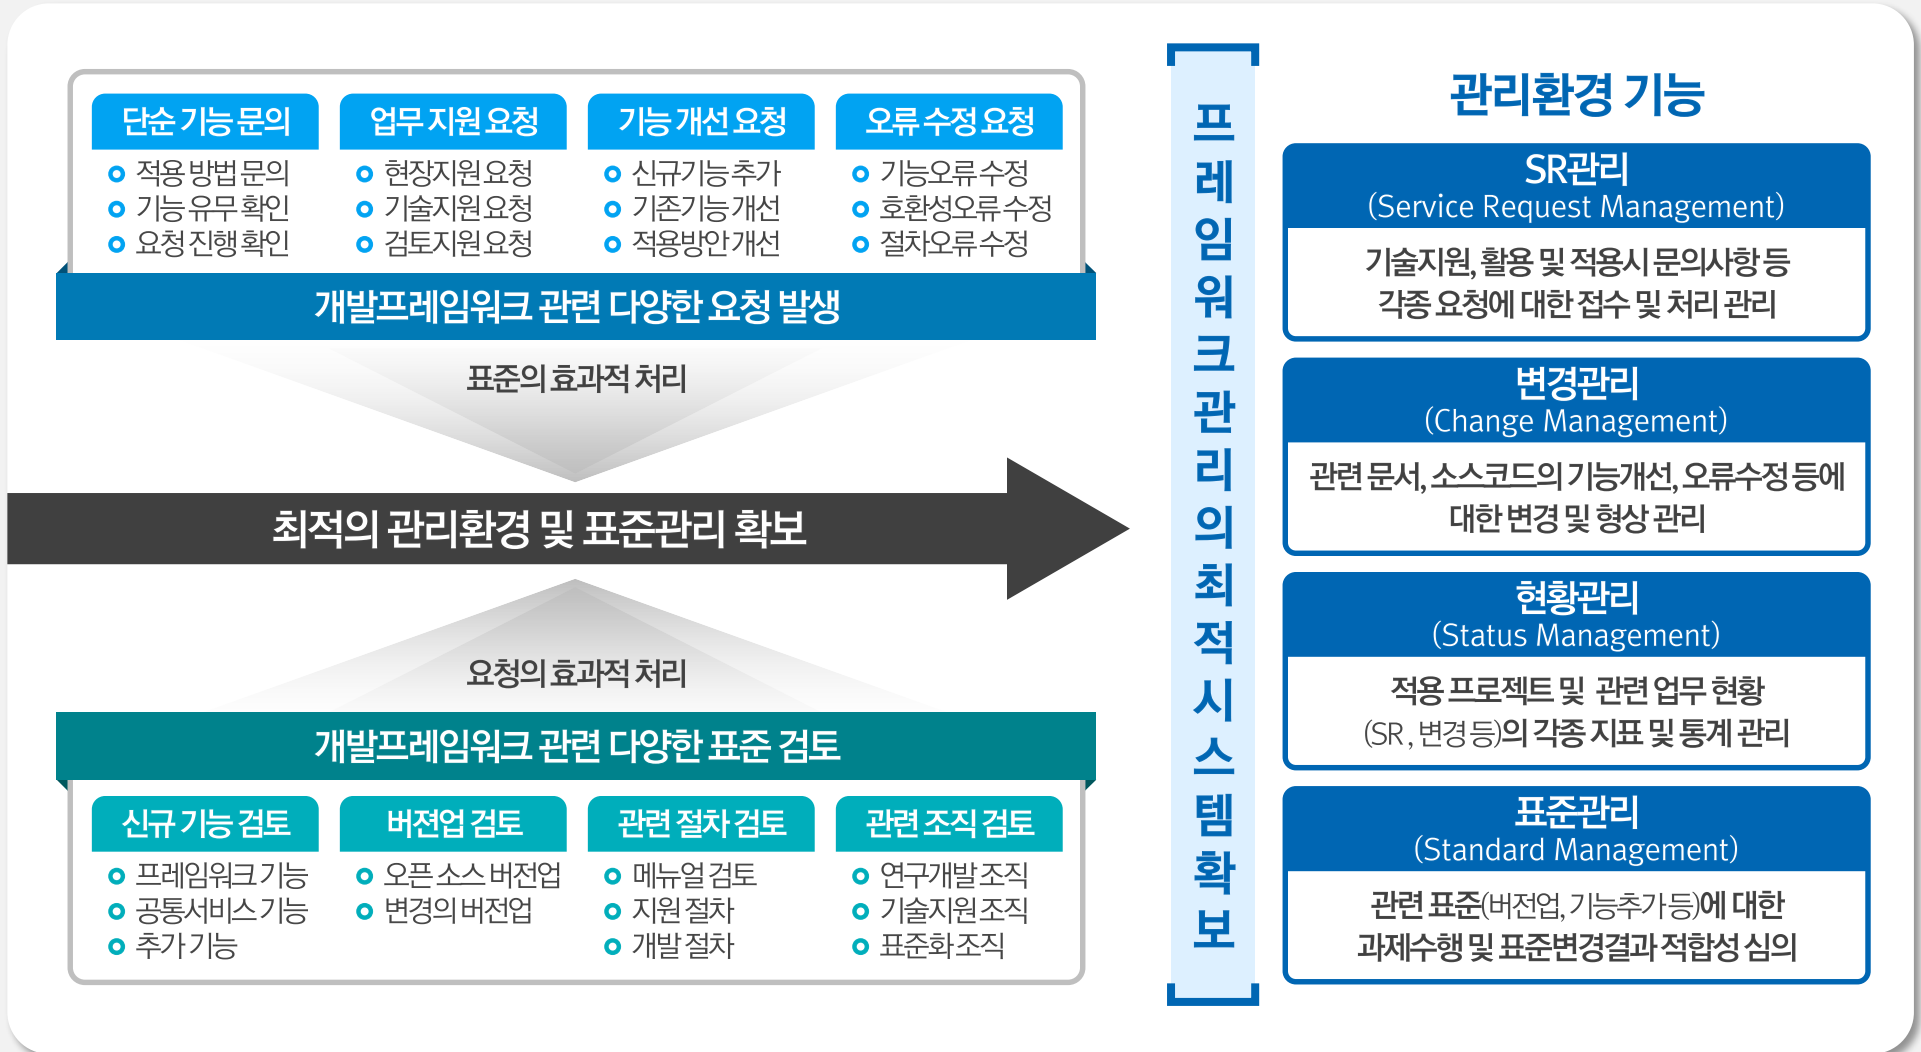 단순 기능 문의
적용 방법 문의
기능 유무 확인
요청 진행 확인
업무 지원 요청
현장지원 요청
기술지원 요청
검토지원 요청
기능 개선 요청
신규기능 추가
기존기능 개선
적용방안 개선
오류 수정 요청
기능오류 수정
호환성오류 수정
절차오류 수정
개발프레임워크 관련 다양한 요청 발생
표준의 효과적 처리
최적의 관리환경 및 표준관리 확보
요청의 효과적 처리
개발프레임워크 관련 다양한 표준 검토
신규 기능 검토
프레임워크 기능
공통서비스 기능
추가 기능
버젼업 검토
오픈 소스 버전업
변경의 버전업
관련 절차 검토
메뉴얼 검토
지원 절차
개발 절차
관련 조직 검토
연구개발 조직
기술지원 조직
표준화 조직
프레임워크관리의최적시스템확보
관리환경 기능
SR관리
(Service Request Management)
기술지원, 활용 및 적용시 문의사항 등
각종 요청에 대한 접수 및 처리 관리
변경관리
(Change Management)
관련 문서, 소스코드의 기능개선, 오류수정 등에
대한 변경 및 형상 관리
현황관리
(Status Management)
적용 프로젝트 및 관련 업무 현황
(SR , 변경 등)의 각종 지표 및 통계 관리
표준관리
(Standard Management)
관련 표준(버전업, 기능추가 등)에 대한
과제수행 및 표준변경결과 적합성 심의